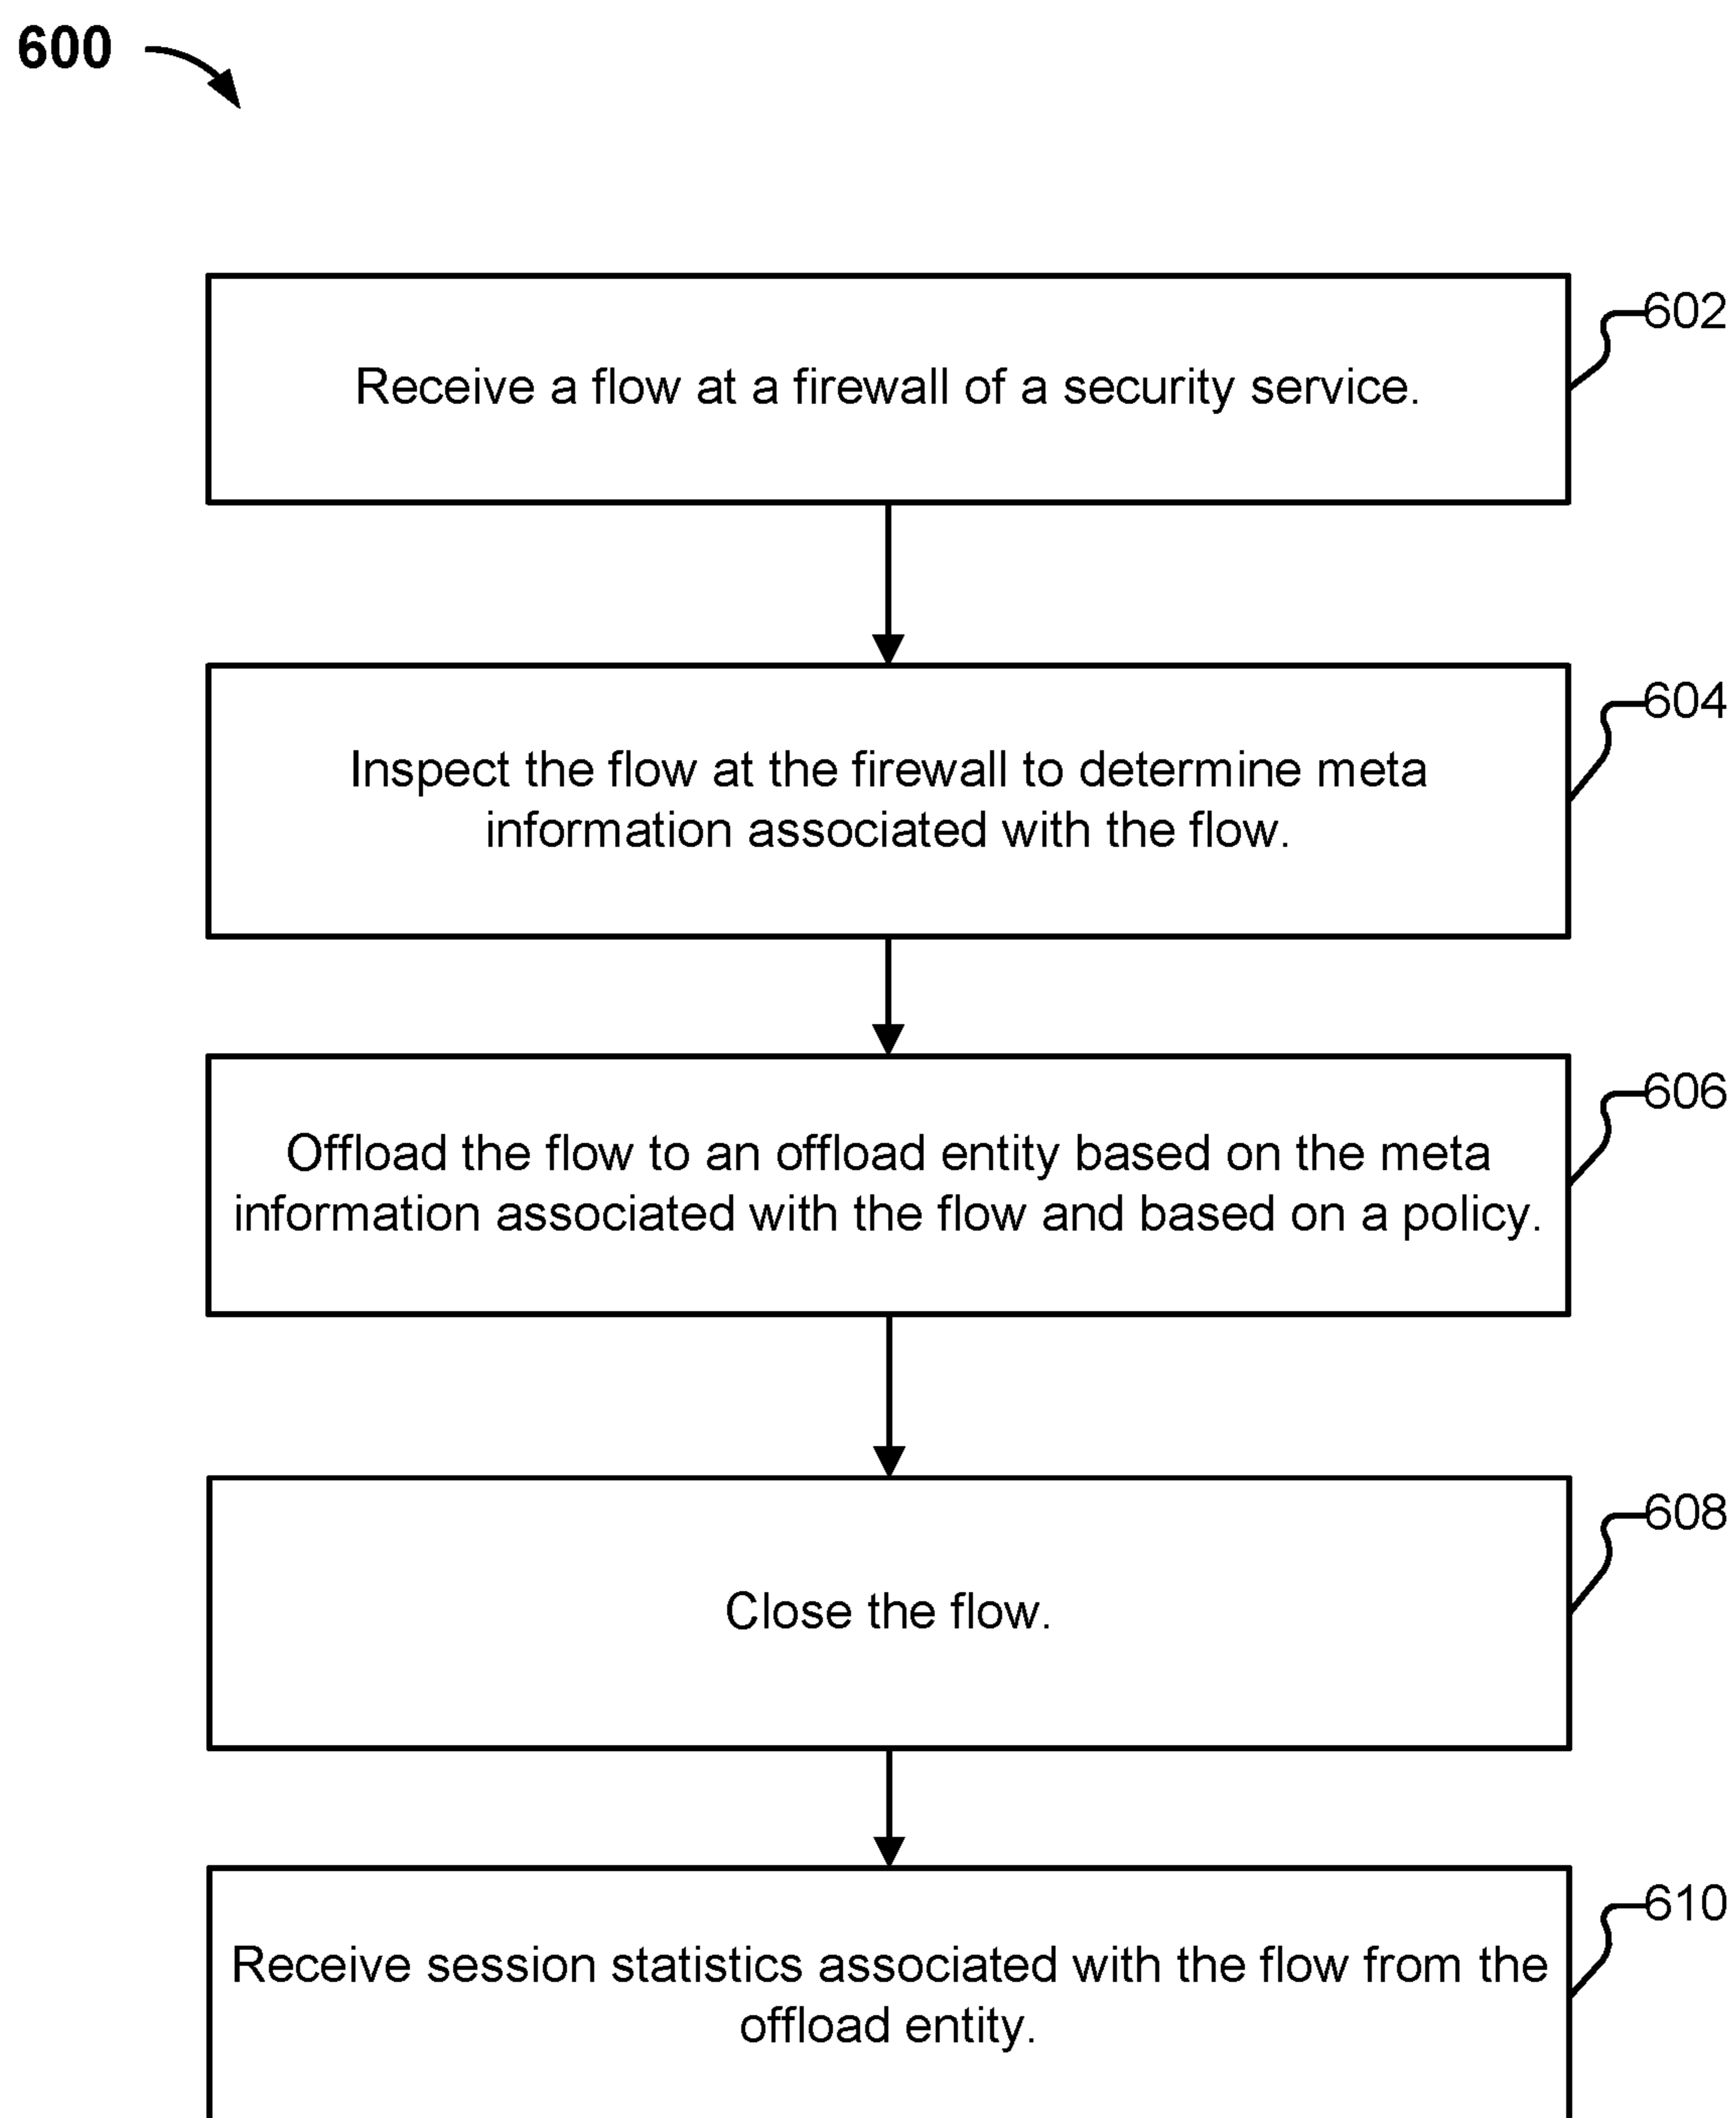 600
602
Receive a flow at a firewall of a security service.
604
Inspect the flow at the firewall to determine meta
information associated with the flow.
606
Offload the flow to an offload entity based on the meta
information associated with the flow and based on a policy.
608
Close the flow.
610
Receive session statistics associated with the flow from the
offload entity.